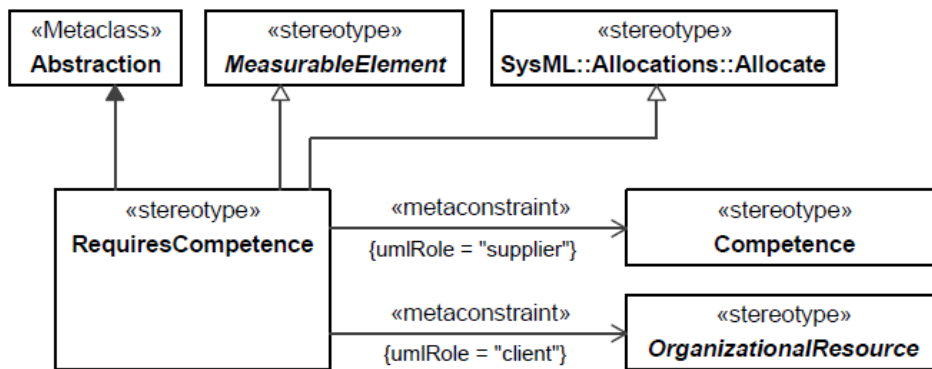 «Metaclass»
Abstraction
«stereotype»
MeasurableElement
«stereotype»
SysML::Allocations::Allocate
«stereotype»
RequiresCompetence
«metaconstraint»
{umlRole = "supplier"}
«stereotype»
Competence
«metaconstraint»
{umlRole = "client"}
«stereotype»
OrganizationalResource